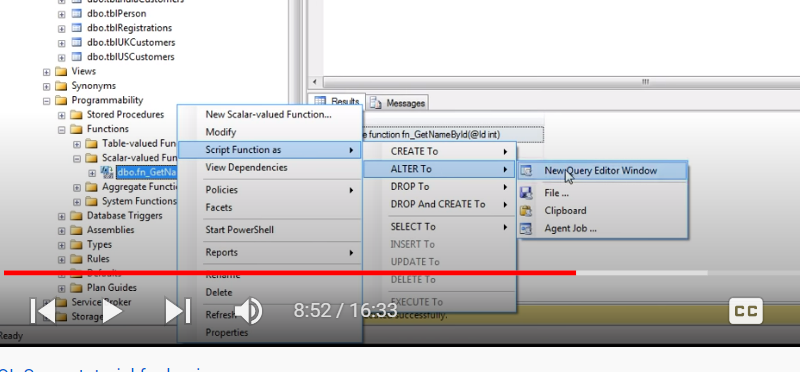 dbo.tblPerson
dbo.tblRegistrations
dbo.tblUKCustomers
dbo.tblUSCustomers
Views
Synonyms
Programmability
Stored Procedures
Functions
Table-valued Fun
Scalar-valued Fun
dbo.fn_GetNa
Aggregate Functi
System Functions
Database Triggers
Assemblies
Types
Rules
Defaults
Plan Guides
Service Broker
Storag
Ready
New Scalar-valued Function...
Modify
Script Function as
View Dependencies
Policies
Facets
Start PowerShell
Reports
Rename
Delete
Refresh
Properties
Results
Messages
e function fn_GetNameById(@Id int)
CREATE To
ALTER To
DROP To
DROP And CREATE To
SELECT To
INSERT To
UPDATE To
DELETE To
EXECUTE To
New Query Editor Window
File ...
Clipboard
Agent Job ...
successfully.
8:52 / 16:33
CC